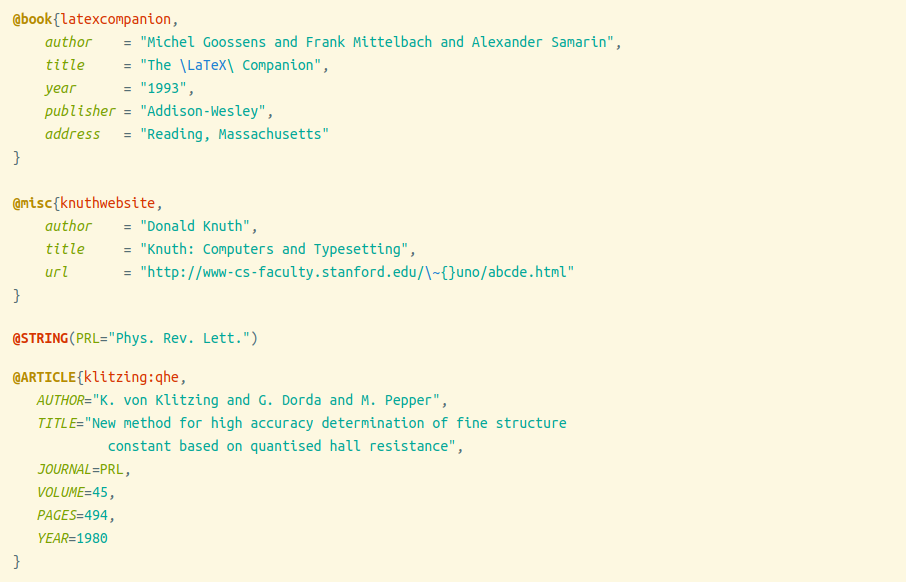 @book{latexcompanion,
    author    = "Michel Goossens and Frank Mittelbach and Alexander Samarin",
    title     = "The \LaTeX\ Companion",
    year      = "1993",
    publisher = "Addison-Wesley",
    address   = "Reading, Massachusetts"
}

@misc{knuthwebsite,
    author    = "Donald Knuth",
    title     = "Knuth: Computers and Typesetting",
    url       = "http://www-cs-faculty.stanford.edu/\~{}uno/abcde.html"
}

@STRING(PRL="Phys. Rev. Lett.")

@ARTICLE{klitzing:qhe,
   AUTHOR="K. von Klitzing and G. Dorda and M. Pepper",
   TITLE="New method for high accuracy determination of fine structure
            constant based on quantised hall resistance",
   JOURNAL=PRL,
   VOLUME=45,
   PAGES=494,
   YEAR=1980
}